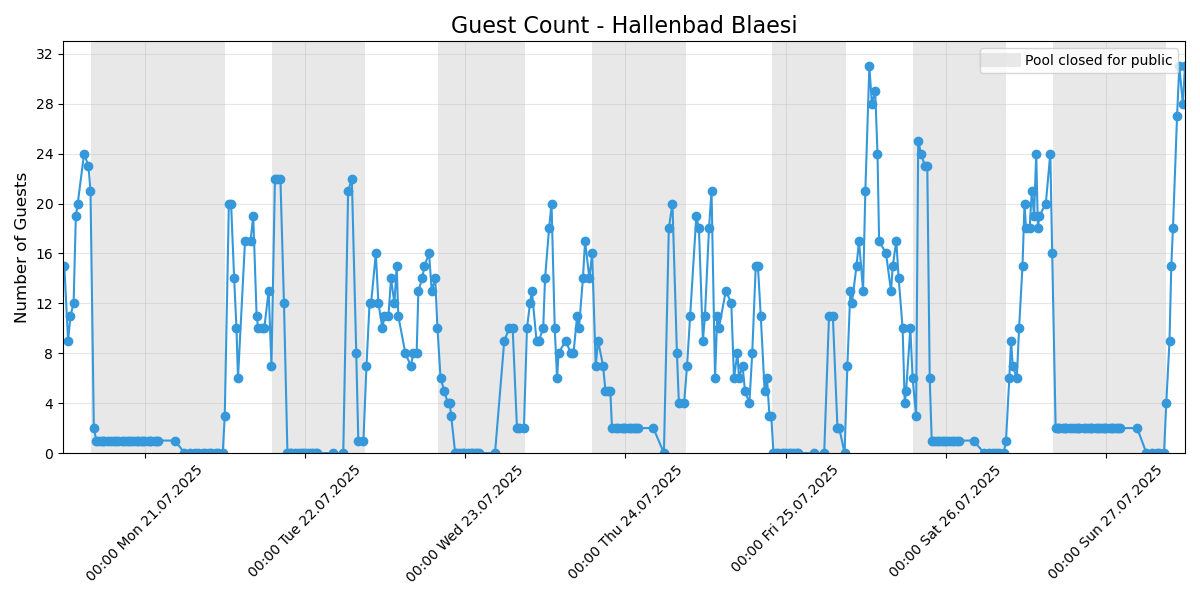 Guest Count - Hallenbad Blaesi
Pool closed for public
Number of Guests
32
28
24
20
16
12
8
4
0
00:00 Mon 21.07.2025
00:00 Tue 22.07.2025
00:00 Wed 23.07.2025
00:00 Thu 24.07.2025
00:00 Fri 25.07.2025
00:00 Sat 26.07.2025
00:00 Sun 27.07.2025